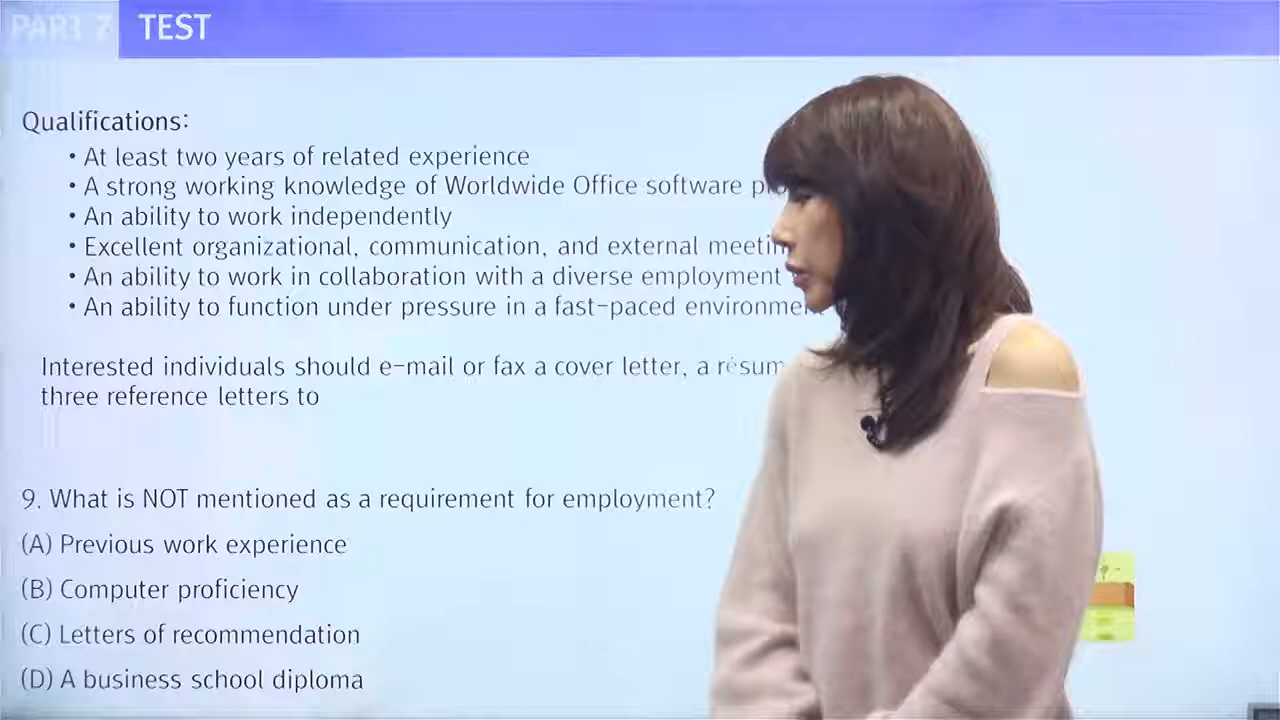 PART 7 TEST
Qualifications:
• At least two years of related experience
• A strong working knowledge of Worldwide Office software
• An ability to work independently
• Excellent organizational, communication, and external
• An ability to work in collaboration with a diverse employment
• An ability to function under pressure in a fast-paced
Interested individuals should e-mail or fax a cover letter, a
three reference letters to
9. What is NOT mentioned as a requirement for employment?
(A) Previous work experience
(B) Computer proficiency
(C) Letters of recommendation
(D) A business school diploma